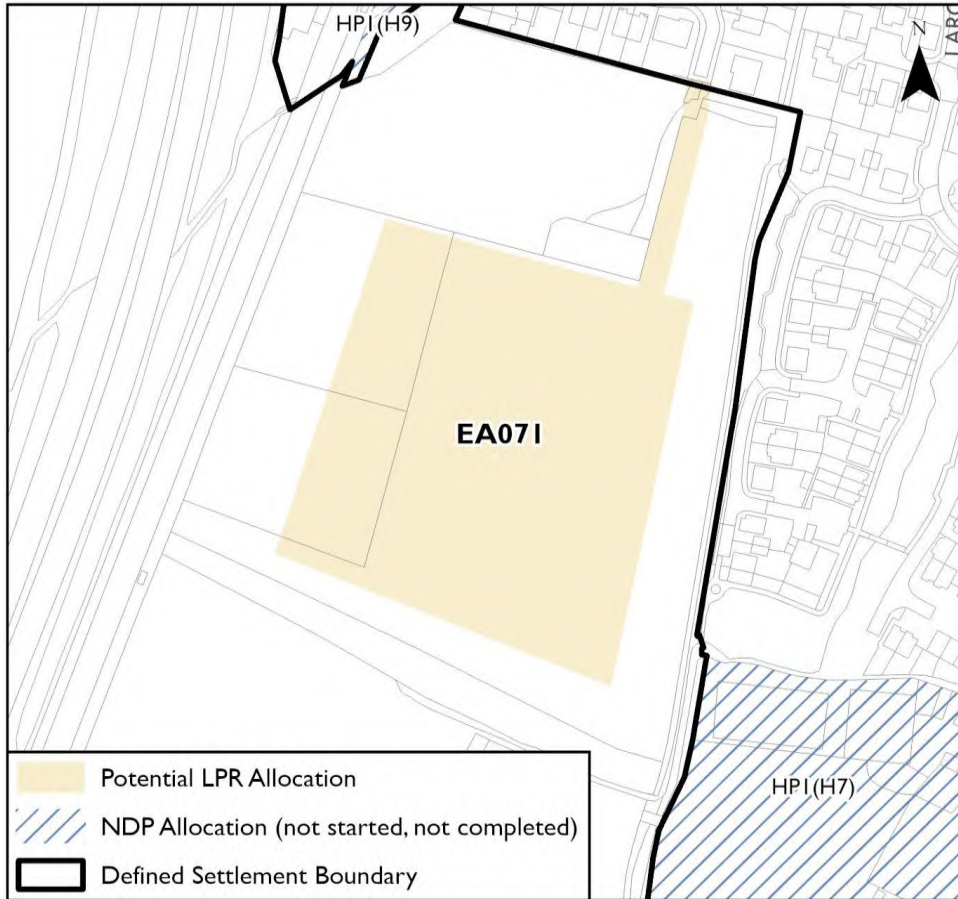 HP1(H9)
N
EA071
HP1(H7)
Potential LPR Allocation
NDP Allocation (not started, not completed)
Defined Settlement Boundary